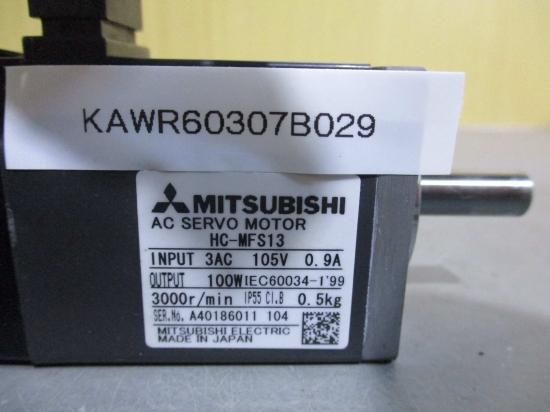 KAWR60307B029
MITSUBISHI
AC SERVO MOTOR
HC-MFS13
INPUT 3AC 105V 0.9A
OUTPUT 100W IEC60034-1'99
3000r/min IP55 Cl.B 0.5kg
SER.No. A40186011 104
MITSUBISHI ELECTRIC
MADE IN JAPAN